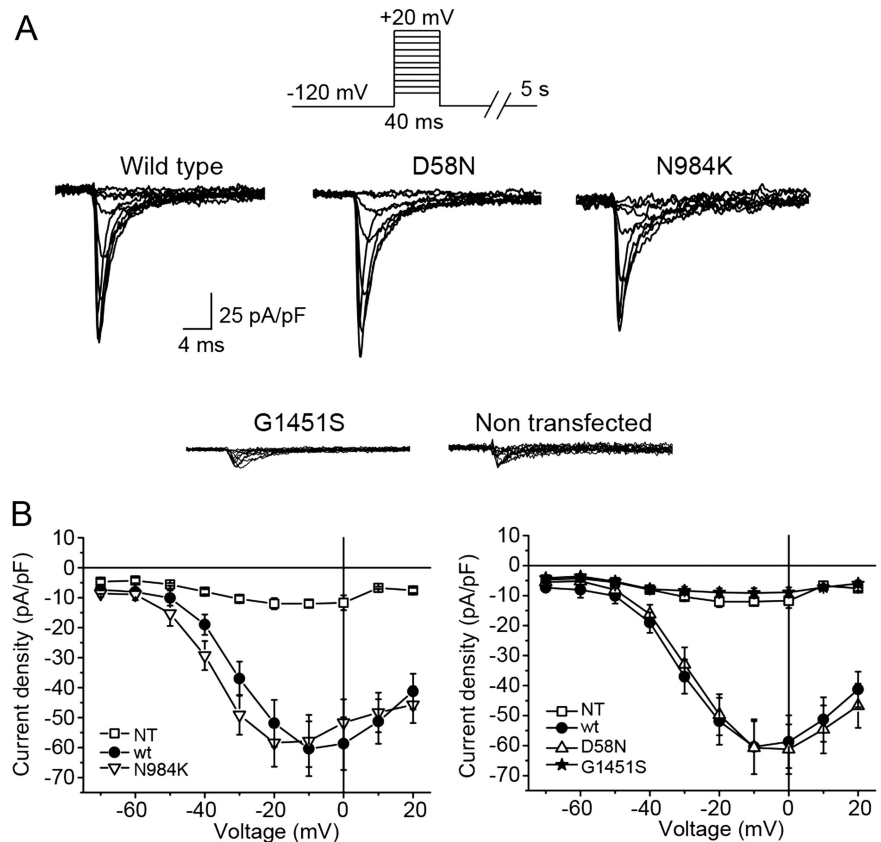 A
+20 mV
-120 mV
5 s
40 ms
Wild type
D58N
N984K
25 pA/pF
4 ms
G1451S
Non transfected
B
Current density (pA/pF)
10
0
-10
-20
-30
-40
-50
-60
-70
NT
wt
N984K
-60 -40 -20 0 20
Voltage (mV)
Current density (pA/pF)
10
0
-10
-20
-30
-40
-50
-60
-70
NT
wt
D58N
G1451S
-60 -40 -20 0 20
Voltage (mV)